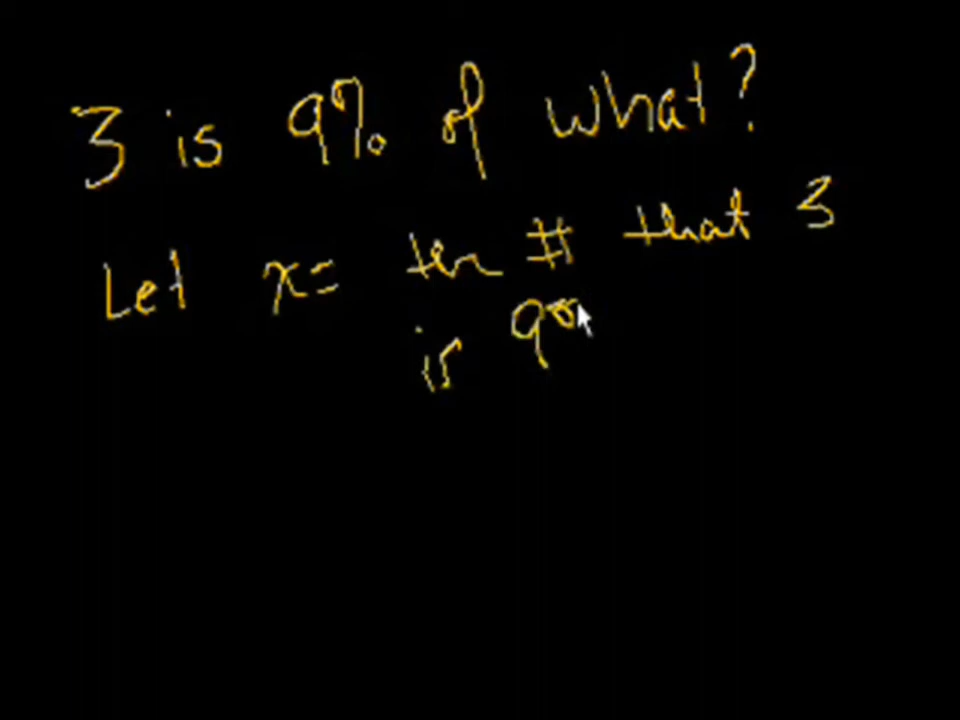 3 is 9% of what?
Let x = the # that 3
is 9%